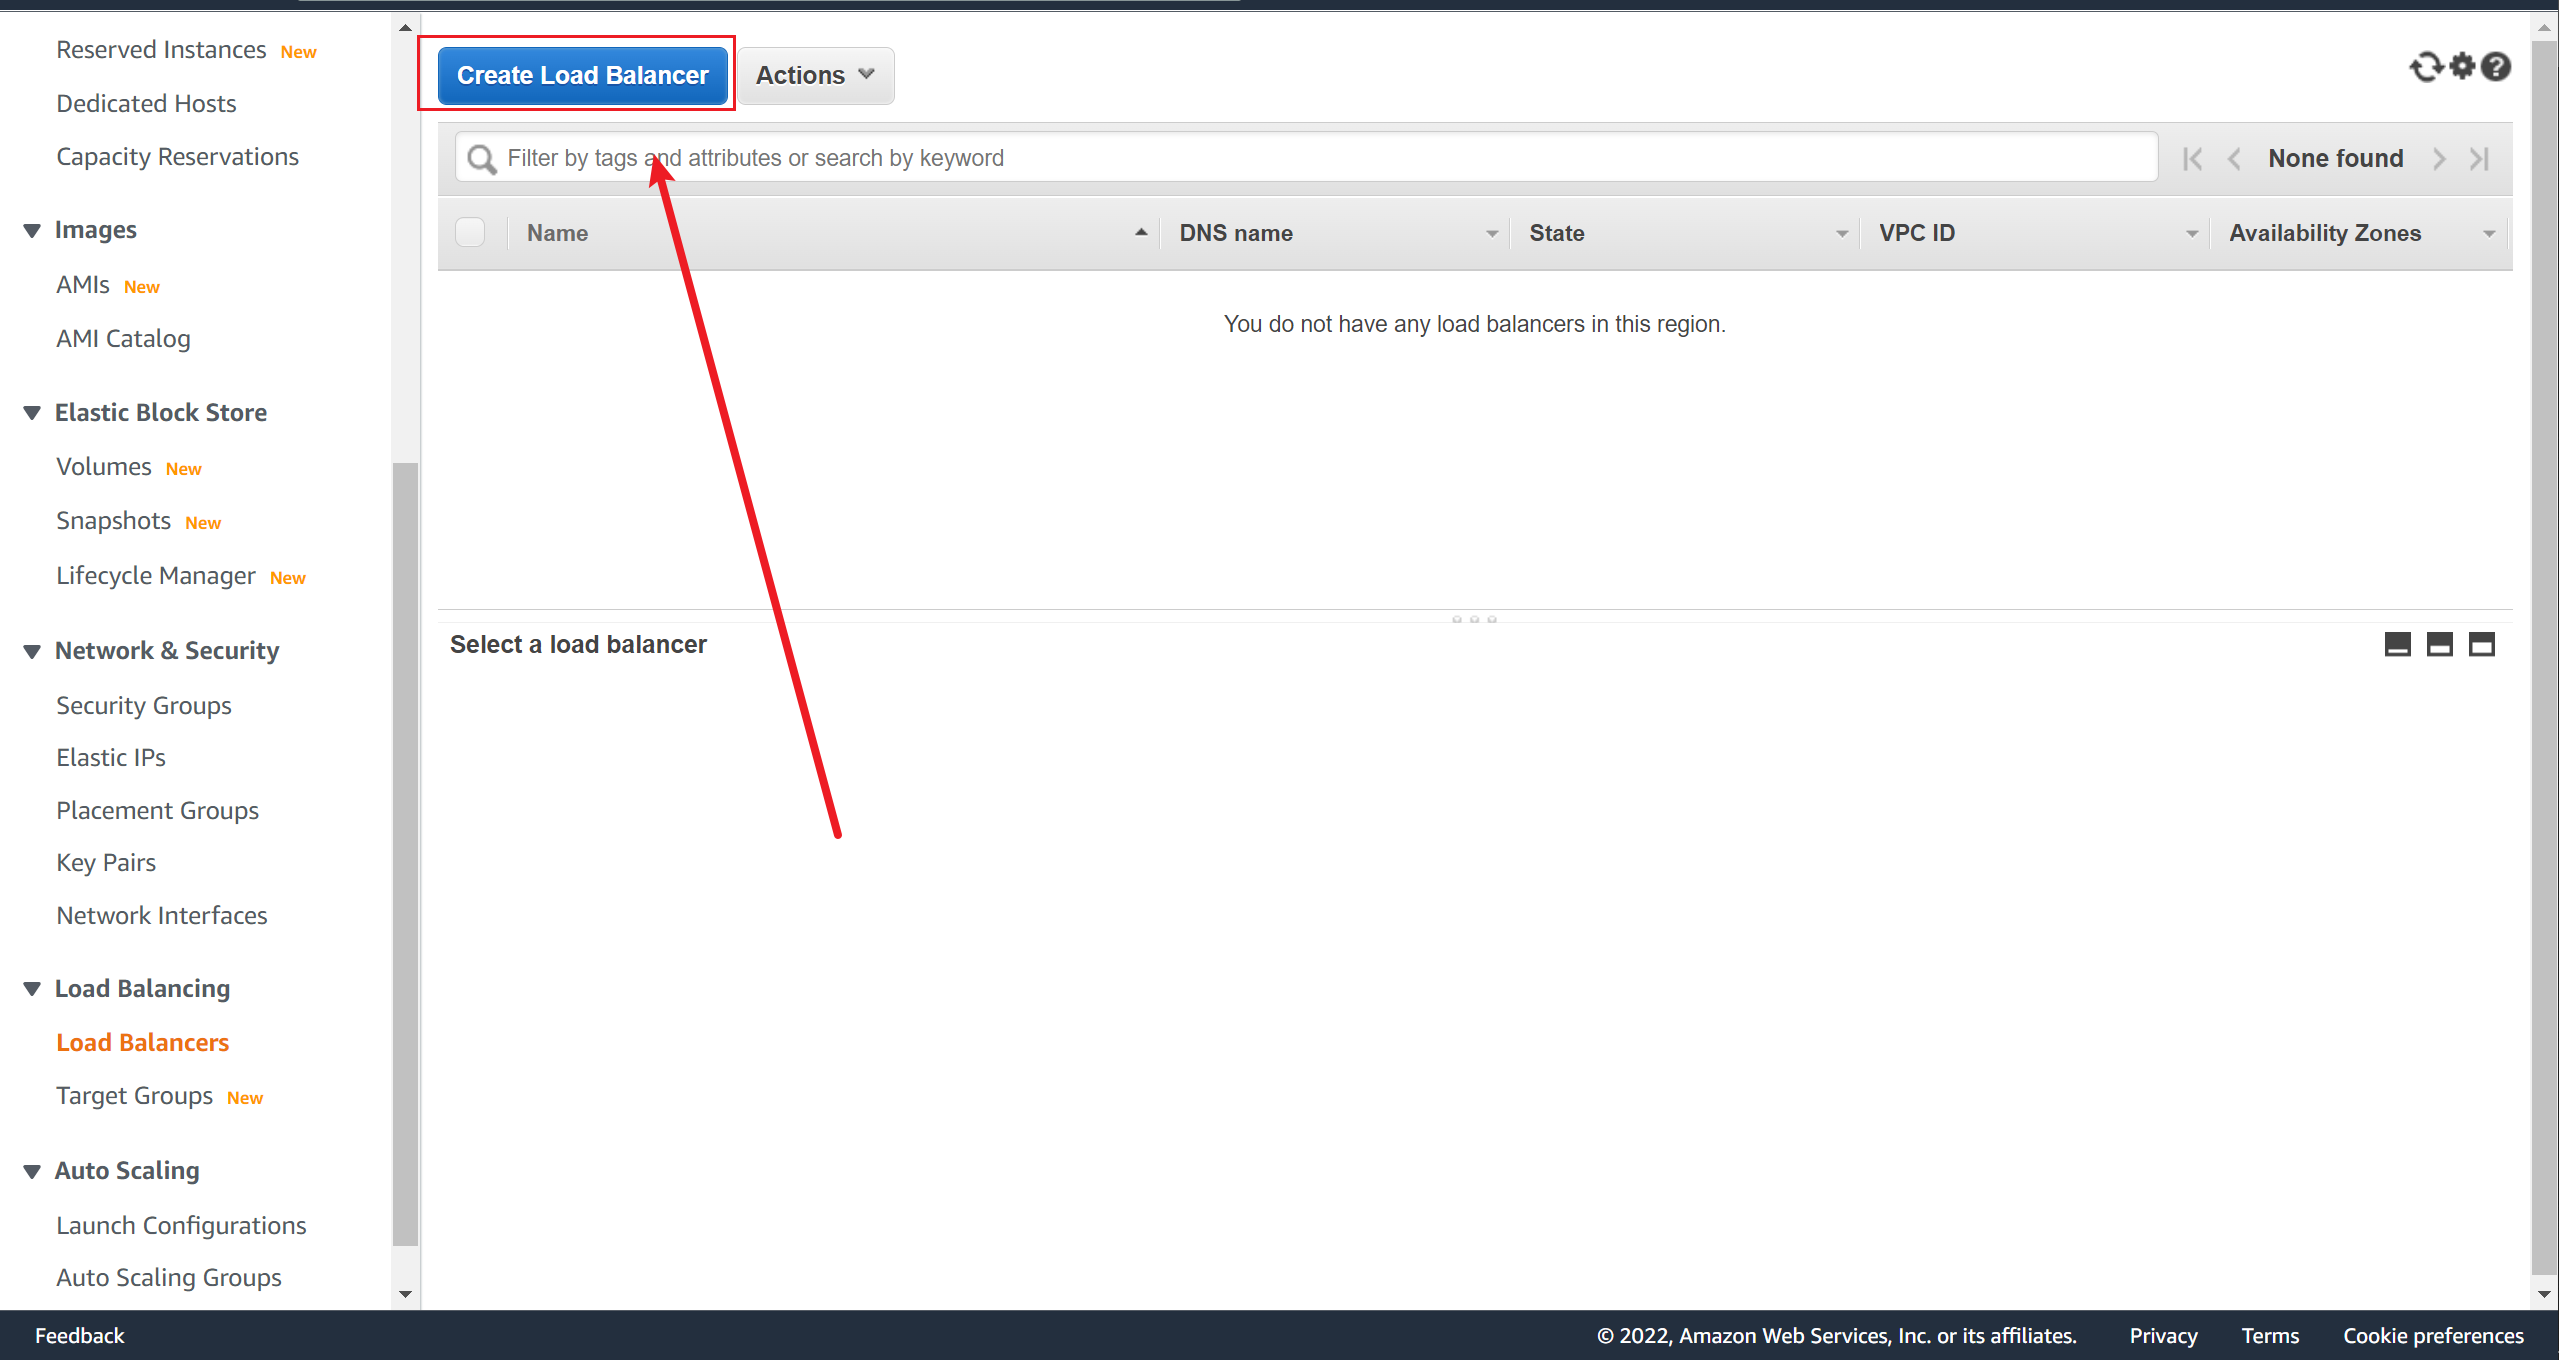 Reserved Instances New
Dedicated Hosts
Capacity Reservations
Images
AMIs New
AMI Catalog
Elastic Block Store
Volumes New
Snapshots New
Lifecycle Manager New
Network & Security
Security Groups
Elastic IPs
Placement Groups
Key Pairs
Network Interfaces
Load Balancing
Load Balancers
Target Groups New
Auto Scaling
Launch Configurations
Auto Scaling Groups
Create Load Balancer Actions
Filter by tags and attributes or search by keyword None found
Name DNS name State VPC ID Availability Zones
You do not have any load balancers in this region.
Select a load balancer
Feedback © 2022, Amazon Web Services, Inc. or its affiliates. Privacy Terms Cookie preferences